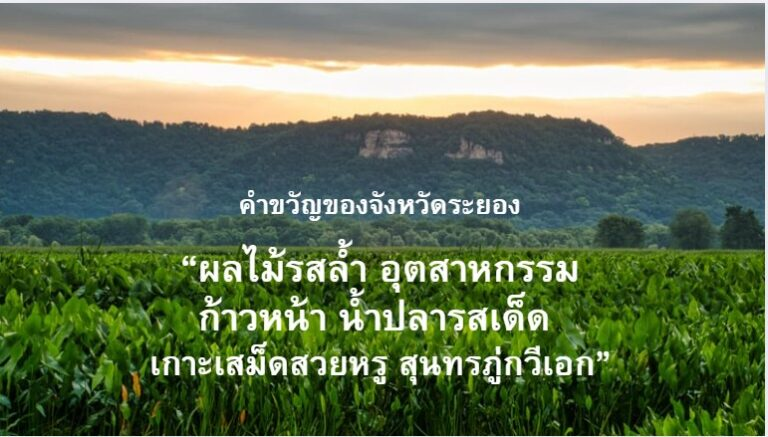 คำขวัญของจังหวัดระยอง
“ผลไม้รสล้ำ อุตสาหกรรม
ก้าวหน้า น้ำปลารสเด็ด
เกาะเสม็ดสวยหรู สุนทรภู่กวีเอก”